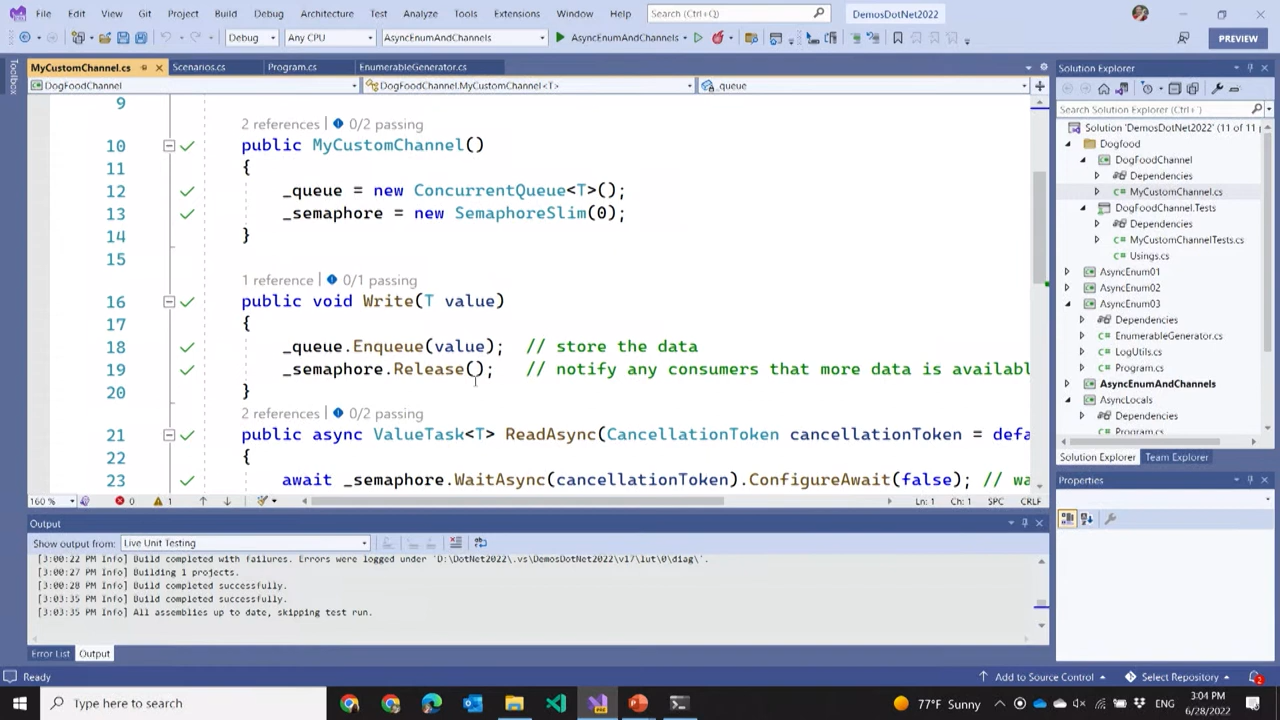 File Edit View Git Project Build Debug Architecture Test Analyze Tools Extensions Window Help Search (Ctrl+Q) DemosDotNet2022
Debug Any CPU AsyncEnumAndChannels AsyncEnumAndChannels PREVIEW
Toolbox
MyCustomChannel.cs Scenarios.cs Program.cs EnumerableGenerator.cs
DogFoodChannel DogFoodChannel.MyCustomChannel<T> _queue
9
2 references | 0/2 passing
10 public MyCustomChannel()
11 {
12 _queue = new ConcurrentQueue<T>();
13 _semaphore = new SemaphoreSlim(0);
14 }
15
1 reference | 0/1 passing
16 public void Write(T value)
17 {
18 _queue.Enqueue(value); // store the data
19 _semaphore.Release(); // notify any consumers that more data is availabl
20 }
2 references | 0/2 passing
21 public async ValueTask<T> ReadAsync(CancellationToken cancellationToken = defa
22 {
23 await _semaphore.WaitAsync(cancellationToken).ConfigureAwait(false); // wa
160 % 0 1 Ln: 1 Ch: 1 SPC CRLF
Output
Show output from: Live Unit Testing
[3:00:22 PM Info] Build completed with failures. Errors were logged under 'D:\DotNet2022\.vs\DemosDotNet2022\v17\lut\0\diag\'.
[3:00:27 PM Info] Building 1 projects.
[3:00:28 PM Info] Build completed successfully.
[3:03:35 PM Info] Build completed successfully.
[3:03:35 PM Info] All assemblies up to date, skipping test run.
Error List Output
Solution Explorer
Search Solution Explorer (Ctrl+')
Solution 'DemosDotNet2022' (11 of 11
Dogfood
DogFoodChannel
Dependencies
C# MyCustomChannel.cs
DogFoodChannel.Tests
Dependencies
C# MyCustomChannelTests.cs
C# Usings.cs
AsyncEnum01
AsyncEnum02
AsyncEnum03
Dependencies
C# EnumerableGenerator.cs
C# LogUtils.cs
C# Program.cs
AsyncEnumAndChannels
AsyncLocals
Dependencies
C# Program.cs
Solution Explorer Team Explorer
Properties
Ready Add to Source Control Select Repository 2
Type here to search 77°F Sunny ENG 3:04 PM
6/28/2022